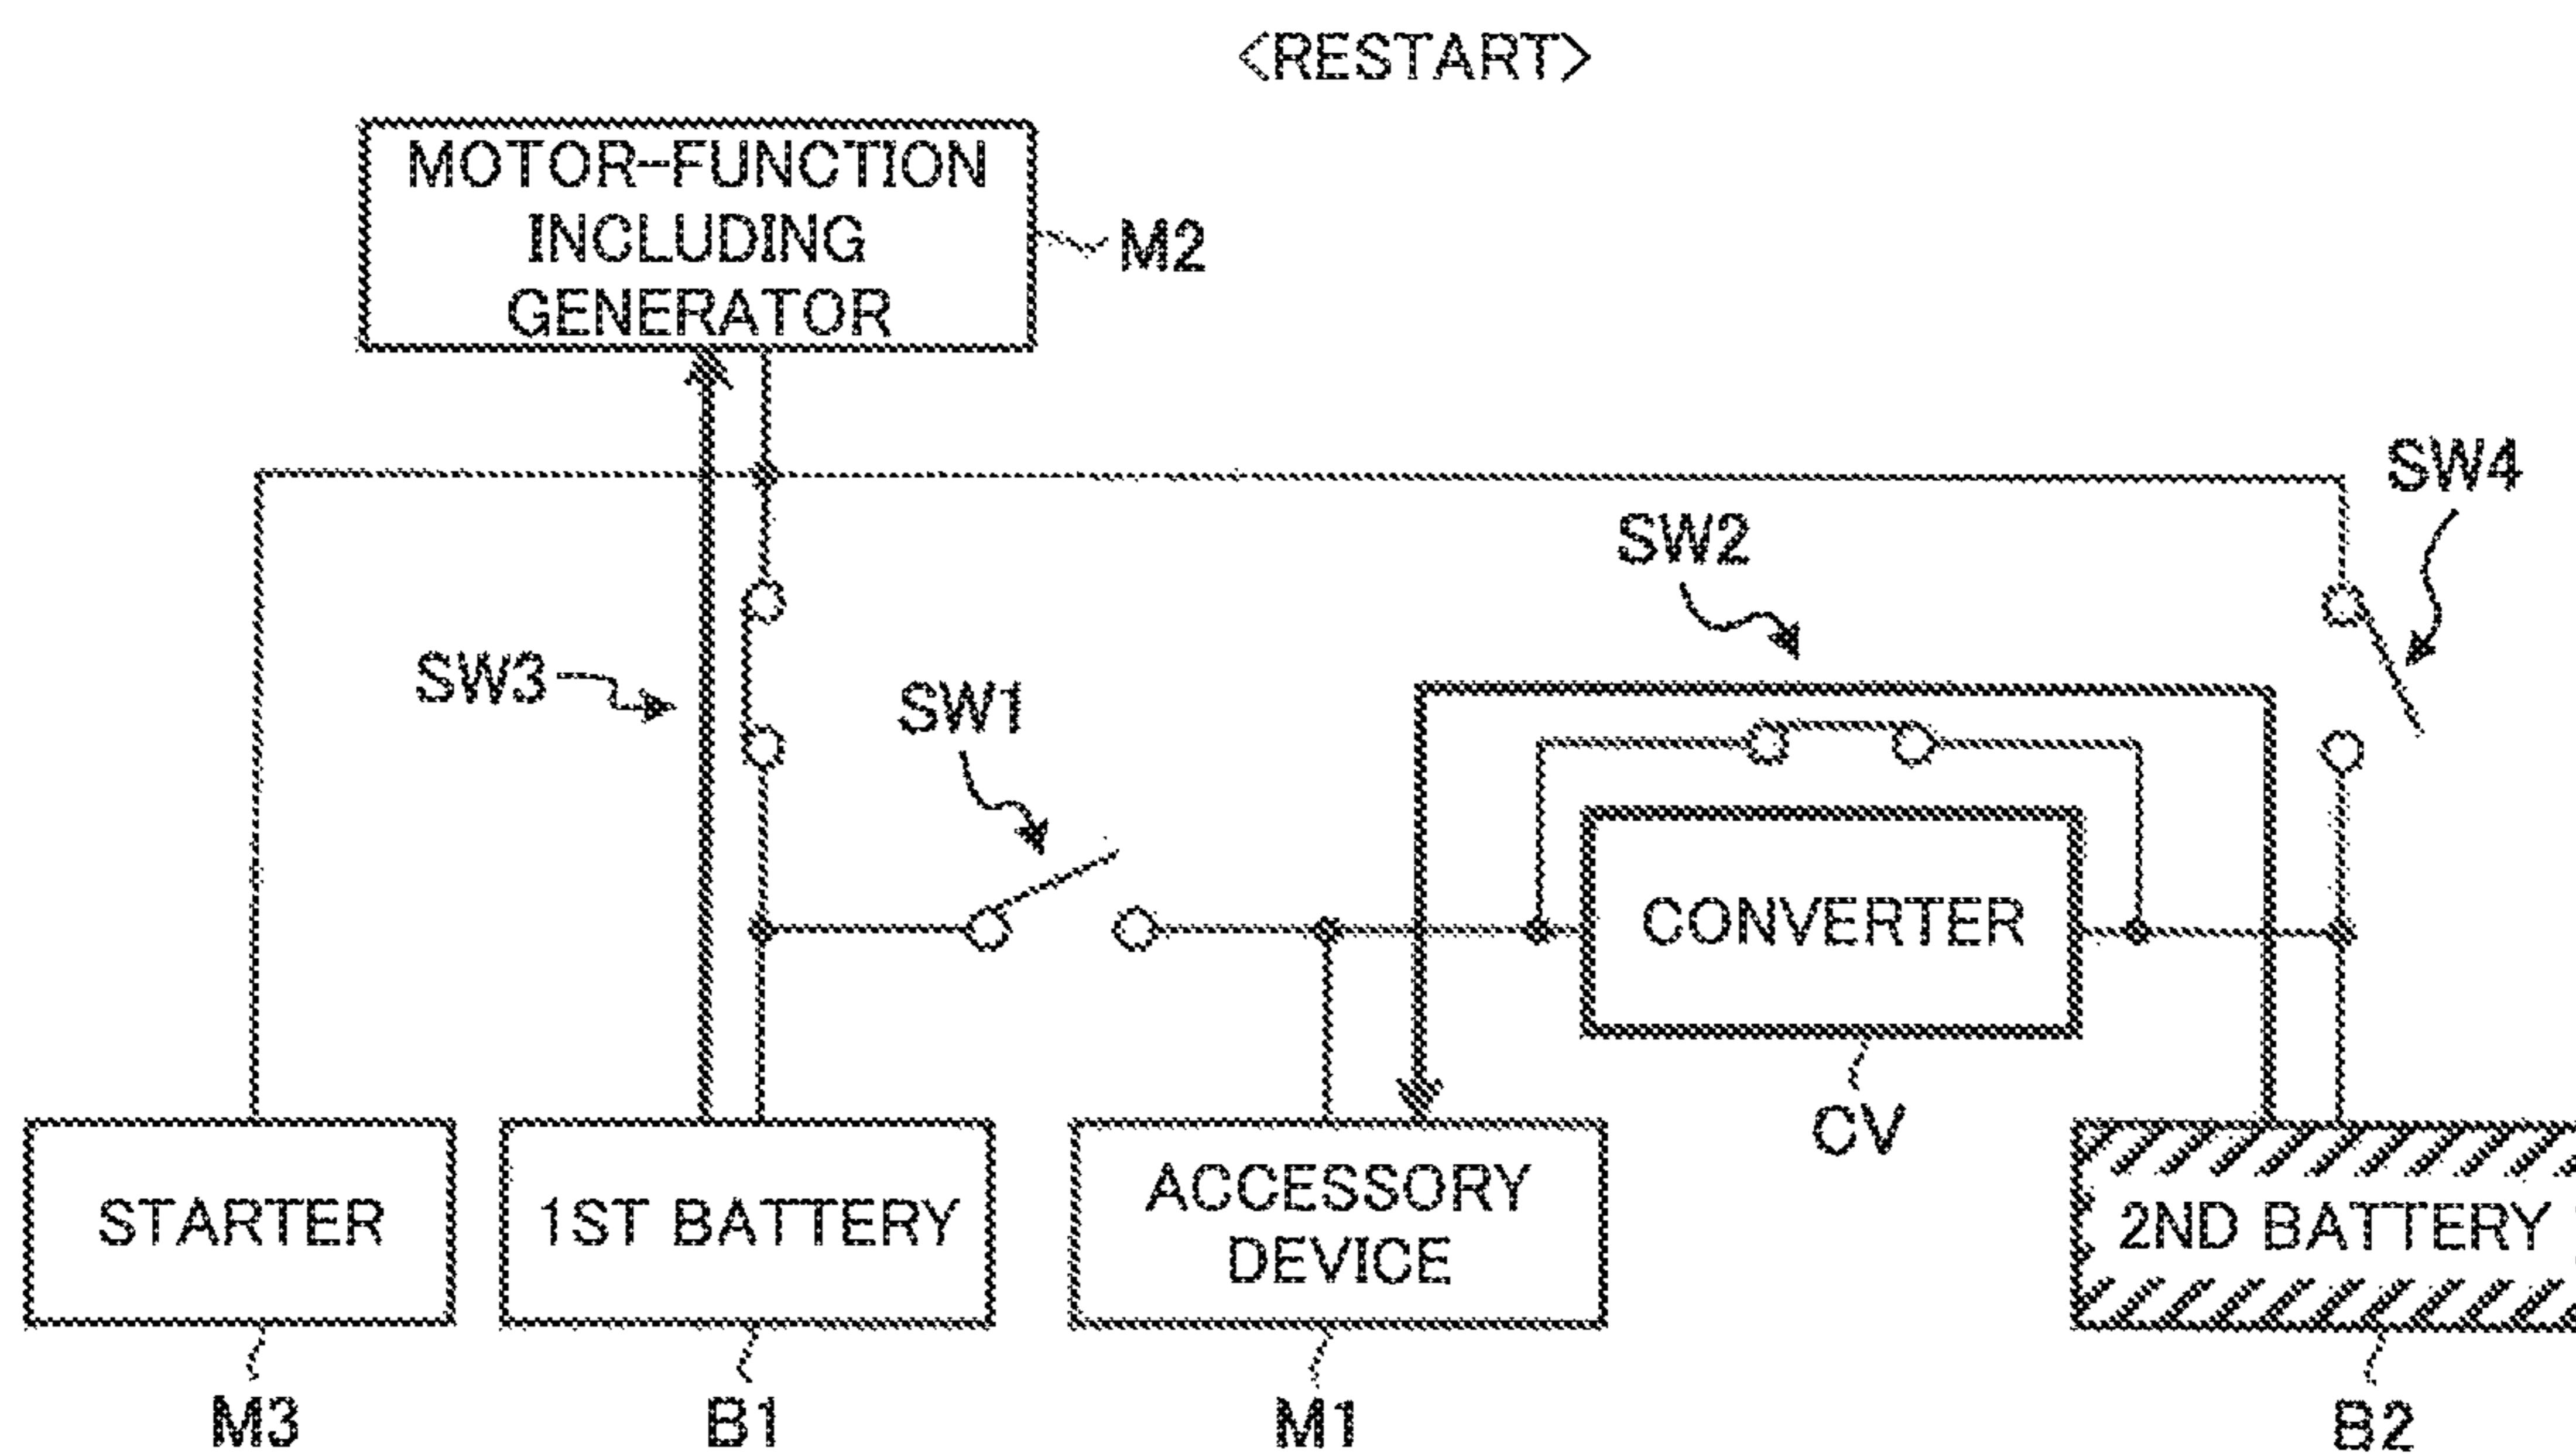 <RESTART>
MOTOR-FUNCTION
INCLUDING
GENERATOR
M2
SW4
SW2
SW3
SW1
CONVERTER
CV
STARTER
1ST BATTERY
ACCESSORY
DEVICE
2ND BATTERY
M3
B1
M1
B2